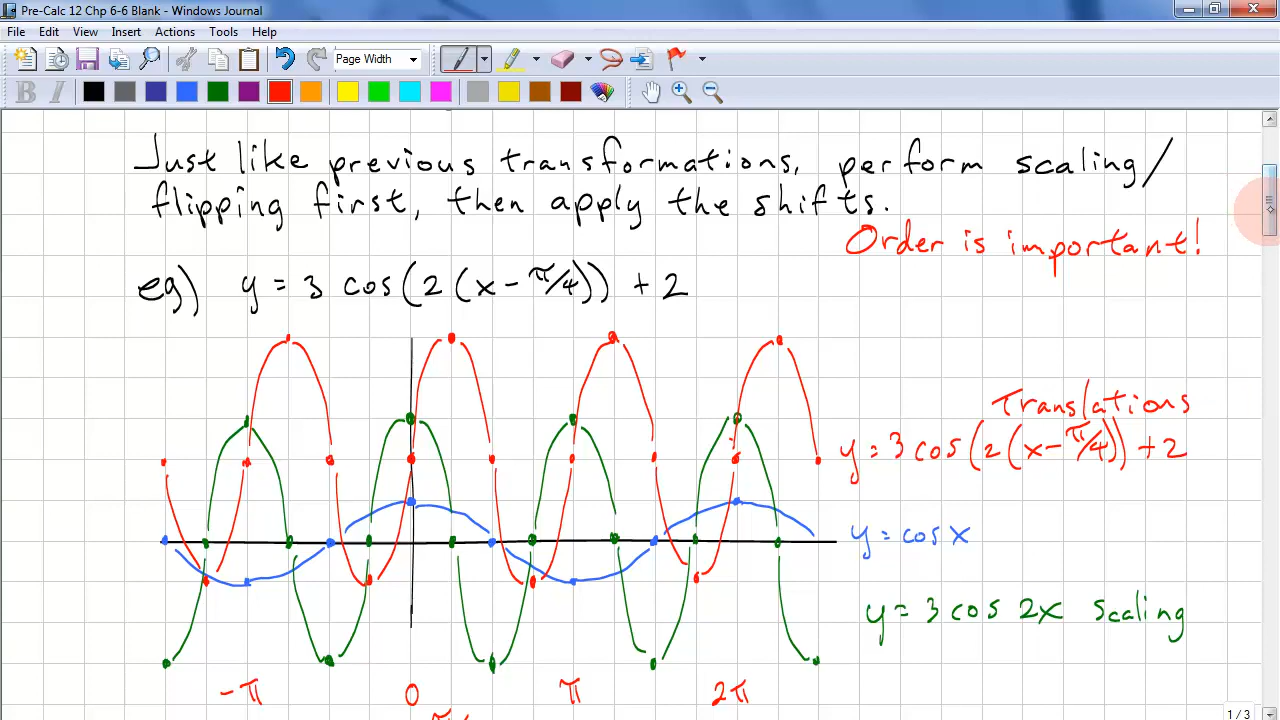 Pre-Calc 12 Chp 6-6 Blank - Windows Journal
File Edit View Insert Actions Tools Help
Page Width
B I
Just like previous transformations, perform scaling/
flipping first, then apply the shifts.
Order is important!
eg) y = 3 cos(2(x-π/4)) + 2
Translations
y = 3 cos(2(x-π/4)) + 2
y = cos x
y = 3 cos 2x scaling
-π 0 π 2π
1/3